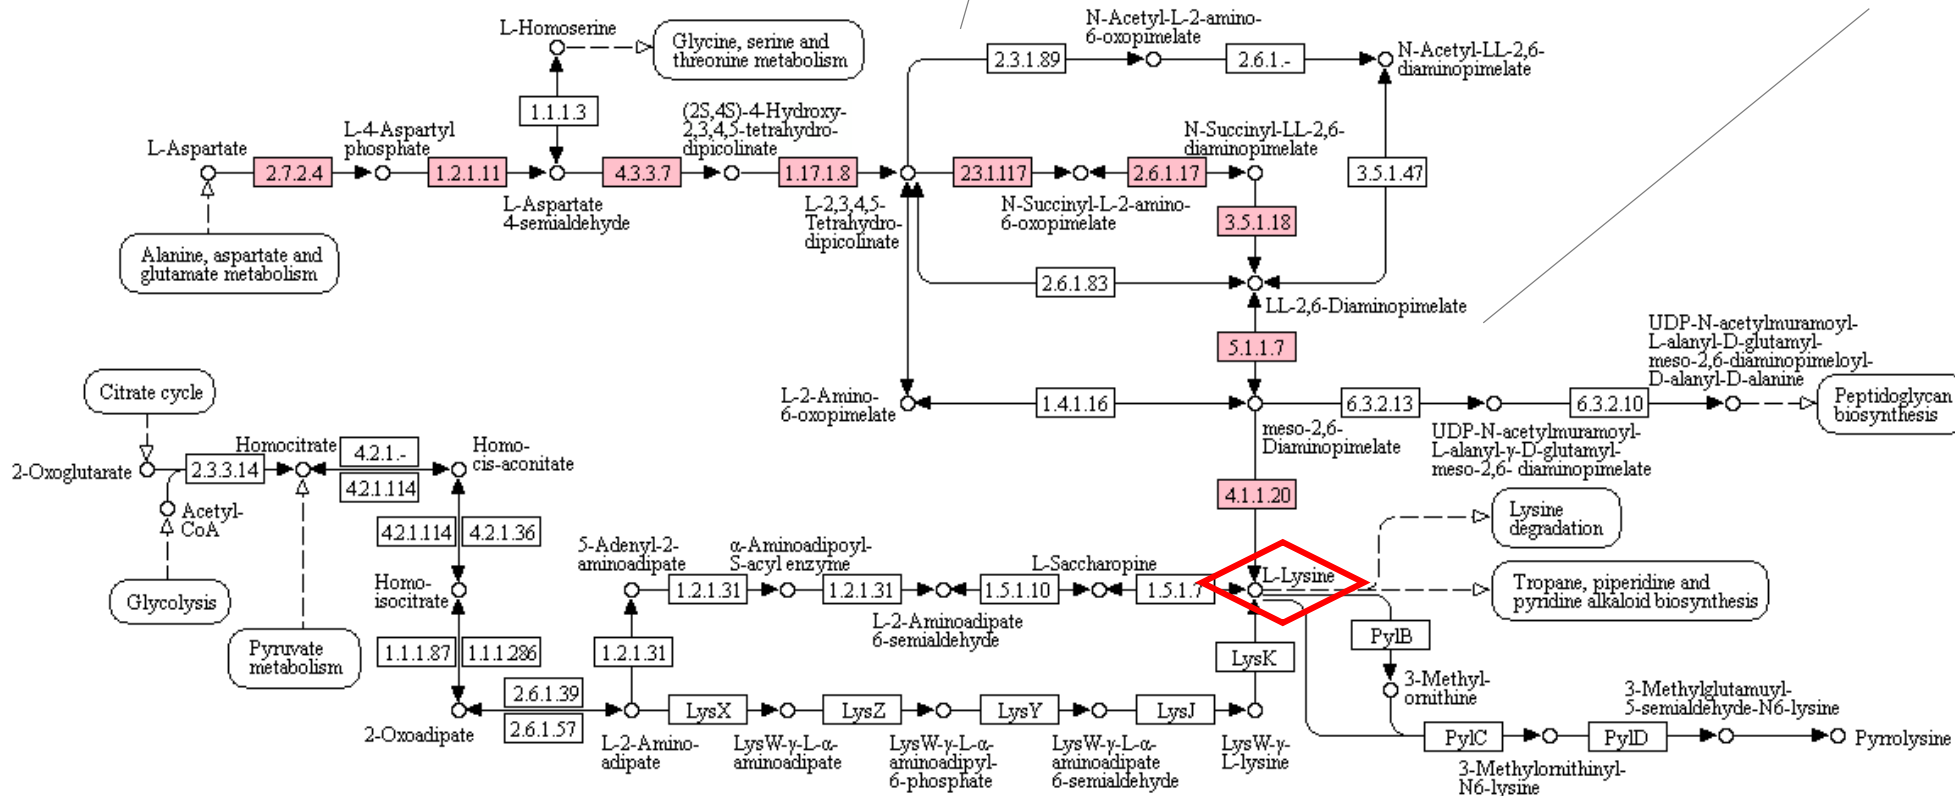 L-Homoserine
Glycine, serine and
threonine metabolism
N-Acetyl-L-2-amino-
6-oxopimelate
2.3.1.89
2.6.1.-
N-Acetyl-LL-2,6-
diaminopimelate
1.1.1.3
L-Aspartate
2.7.2.4
L-4-Aspartyl
phosphate
1.2.1.11
L-Aspartate
4-semialdehyde
4.3.3.7
(2S,4S)-4-Hydroxy-
2,3,4,5-tetrahydro-
dipicolinate
1.17.1.8
L-2,3,4,5-
Tetrahydro-
dipicolinate
2.3.1.117
N-Succinyl-L-2-amino-
6-oxopimelate
2.6.1.17
N-Succinyl-LL-2,6-
diaminopimelate
3.5.1.47
3.5.1.18
Alanine, aspartate and
glutamate metabolism
2.6.1.83
LL-2,6-Diaminopimelate
5.1.1.7
L-2-Amino-
6-oxopimelate
1.4.1.16
meso-2,6-
Diaminopimelate
6.3.2.13
UDP-N-acetylmuramoyl-
L-alanyl-γ-D-glutamyl-
meso-2,6- diaminopimelate
6.3.2.10
UDP-N-acetylmuramoyl-
L-alanyl-D-glutamyl-
meso-2,6-diaminopimeloyl-
D-alanyl-D-alanine
Peptidoglycan
biosynthesis
Citrate cycle
2-Oxoglutarate
2.3.3.14
Homocitrate
4.2.1.-
4.2.1.114
Homo-
cis-aconitate
Acetyl-
CoA
4.2.1.114
4.2.1.36
4.1.1.20
Lysine
degradation
Glycolysis
Homo-
isocitrate
5-Adenyl-2-
aminoadipate
1.2.1.31
α-Aminoadipoyl-
S-acyl enzyme
1.2.1.31
L-2-Aminoadipate
6-semialdehyde
1.5.1.10
L-Saccharopine
1.5.1.7
L-Lysine
Tropane, piperidine and
pyridine alkaloid biosynthesis
Pyruvate
metabolism
1.1.1.87
1.1.1.286
1.2.1.31
LysK
PylB
3-Methyl-
ornithine
2-Oxoadipate
2.6.1.39
2.6.1.57
L-2-Amino-
adipate
LysX
LysW-γ-L-α-
aminoadipate
LysZ
LysW-γ-L-α-
aminoadipyl-
6-phosphate
LysY
LysW-γ-L-α-
aminoadipate
6-semialdehyde
LysJ
LysW-γ-
L-lysine
PylC
3-Methylornithinyl-
N6-lysine
PylD
3-Methylglutamuyl-
5-semialdehyde-N6-lysine
Pyrrolysine